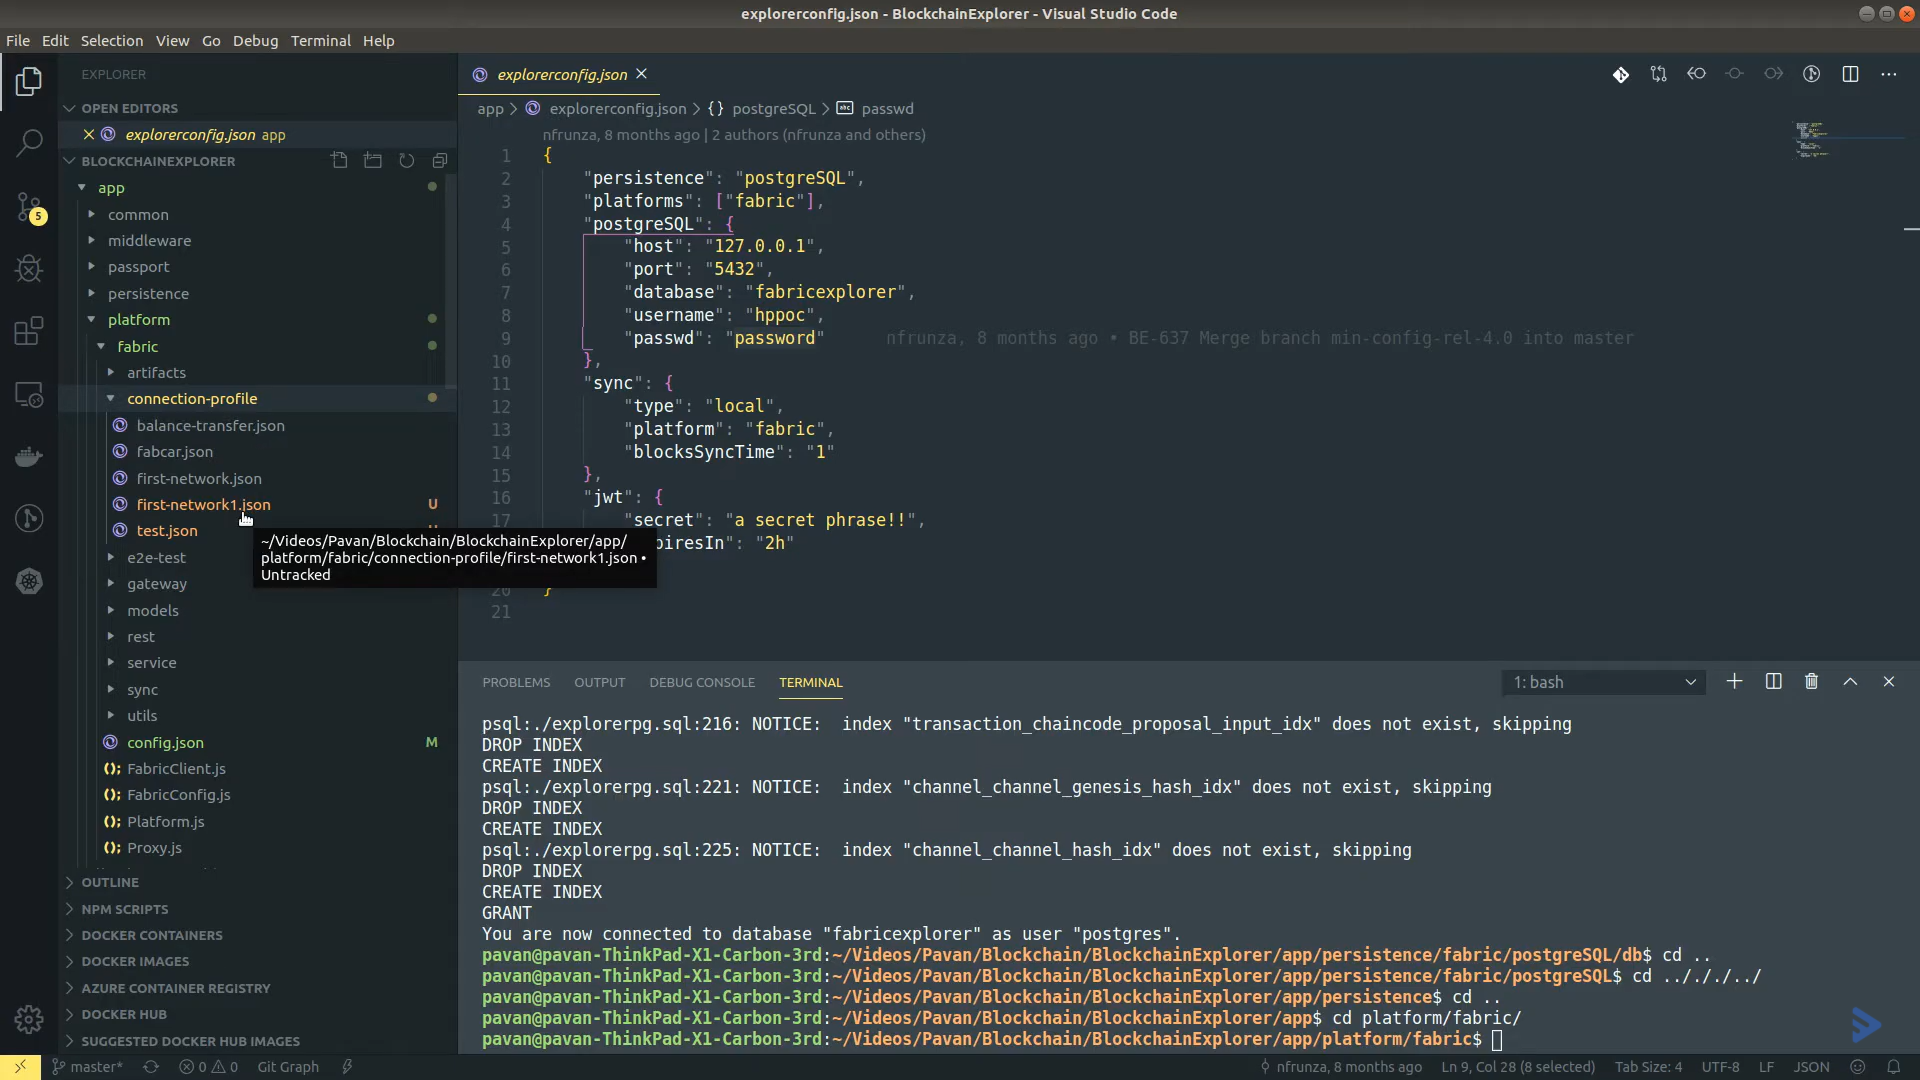 explorerconfig.json - BlockchainExplorer - Visual Studio Code
File Edit Selection View Go Debug Terminal Help
EXPLORER
OPEN EDITORS
explorerconfig.json app
BLOCKCHAINEXPLORER
app
common
middleware
passport
persistence
platform
fabric
artifacts
connection-profile
balance-transfer.json
fabcar.json
first-network.json
first-network1.json U
test.json
e2e-test
gateway
models
rest
service
sync
utils
config.json M
FabricClient.js
FabricConfig.js
Platform.js
Proxy.js
OUTLINE
NPM SCRIPTS
DOCKER CONTAINERS
DOCKER IMAGES
AZURE CONTAINER REGISTRY
DOCKER HUB
SUGGESTED DOCKER HUB IMAGES
5
~/Videos/Pavan/Blockchain/BlockchainExplorer/app/
platform/fabric/connection-profile/first-network1.json •
Untracked
explorerconfig.json
app > explorerconfig.json > {} postgreSQL > passwd
nfrunza, 8 months ago | 2 authors (nfrunza and others)
1 {
2 "persistence": "postgreSQL",
3 "platforms": ["fabric"],
4 "postgreSQL": {
5 "host": "127.0.0.1",
6 "port": "5432",
7 "database": "fabricexplorer",
8 "username": "hppoc",
9 "passwd": "password" nfrunza, 8 months ago • BE-637 Merge branch min-config-rel-4.0 into master
10 },
11 "sync": {
12 "type": "local",
13 "platform": "fabric",
14 "blocksSyncTime": "1"
15 },
16 "jwt": {
17 "secret": "a secret phrase!!",
piresIn": "2h"
20 }
21
PROBLEMS OUTPUT DEBUG CONSOLE TERMINAL
1: bash
psql:./explorerpg.sql:216: NOTICE: index "transaction_chaincode_proposal_input_idx" does not exist, skipping
DROP INDEX
CREATE INDEX
psql:./explorerpg.sql:221: NOTICE: index "channel_channel_genesis_hash_idx" does not exist, skipping
DROP INDEX
CREATE INDEX
psql:./explorerpg.sql:225: NOTICE: index "channel_channel_hash_idx" does not exist, skipping
DROP INDEX
CREATE INDEX
GRANT
You are now connected to database "fabricexplorer" as user "postgres".
pavan@pavan-ThinkPad-X1-Carbon-3rd:~/Videos/Pavan/Blockchain/BlockchainExplorer/app/persistence/fabric/postgreSQL/db$ cd ..
pavan@pavan-ThinkPad-X1-Carbon-3rd:~/Videos/Pavan/Blockchain/BlockchainExplorer/app/persistence/fabric/postgreSQL$ cd .././././../
pavan@pavan-ThinkPad-X1-Carbon-3rd:~/Videos/Pavan/Blockchain/BlockchainExplorer/app/persistence$ cd ..
pavan@pavan-ThinkPad-X1-Carbon-3rd:~/Videos/Pavan/Blockchain/BlockchainExplorer/app$ cd platform/fabric/
pavan@pavan-ThinkPad-X1-Carbon-3rd:~/Videos/Pavan/Blockchain/BlockchainExplorer/app/platform/fabric$
master* 0 0 Git Graph nfrunza, 8 months ago Ln 9, Col 28 (8 selected) Tab Size: 4 UTF-8 LF JSON